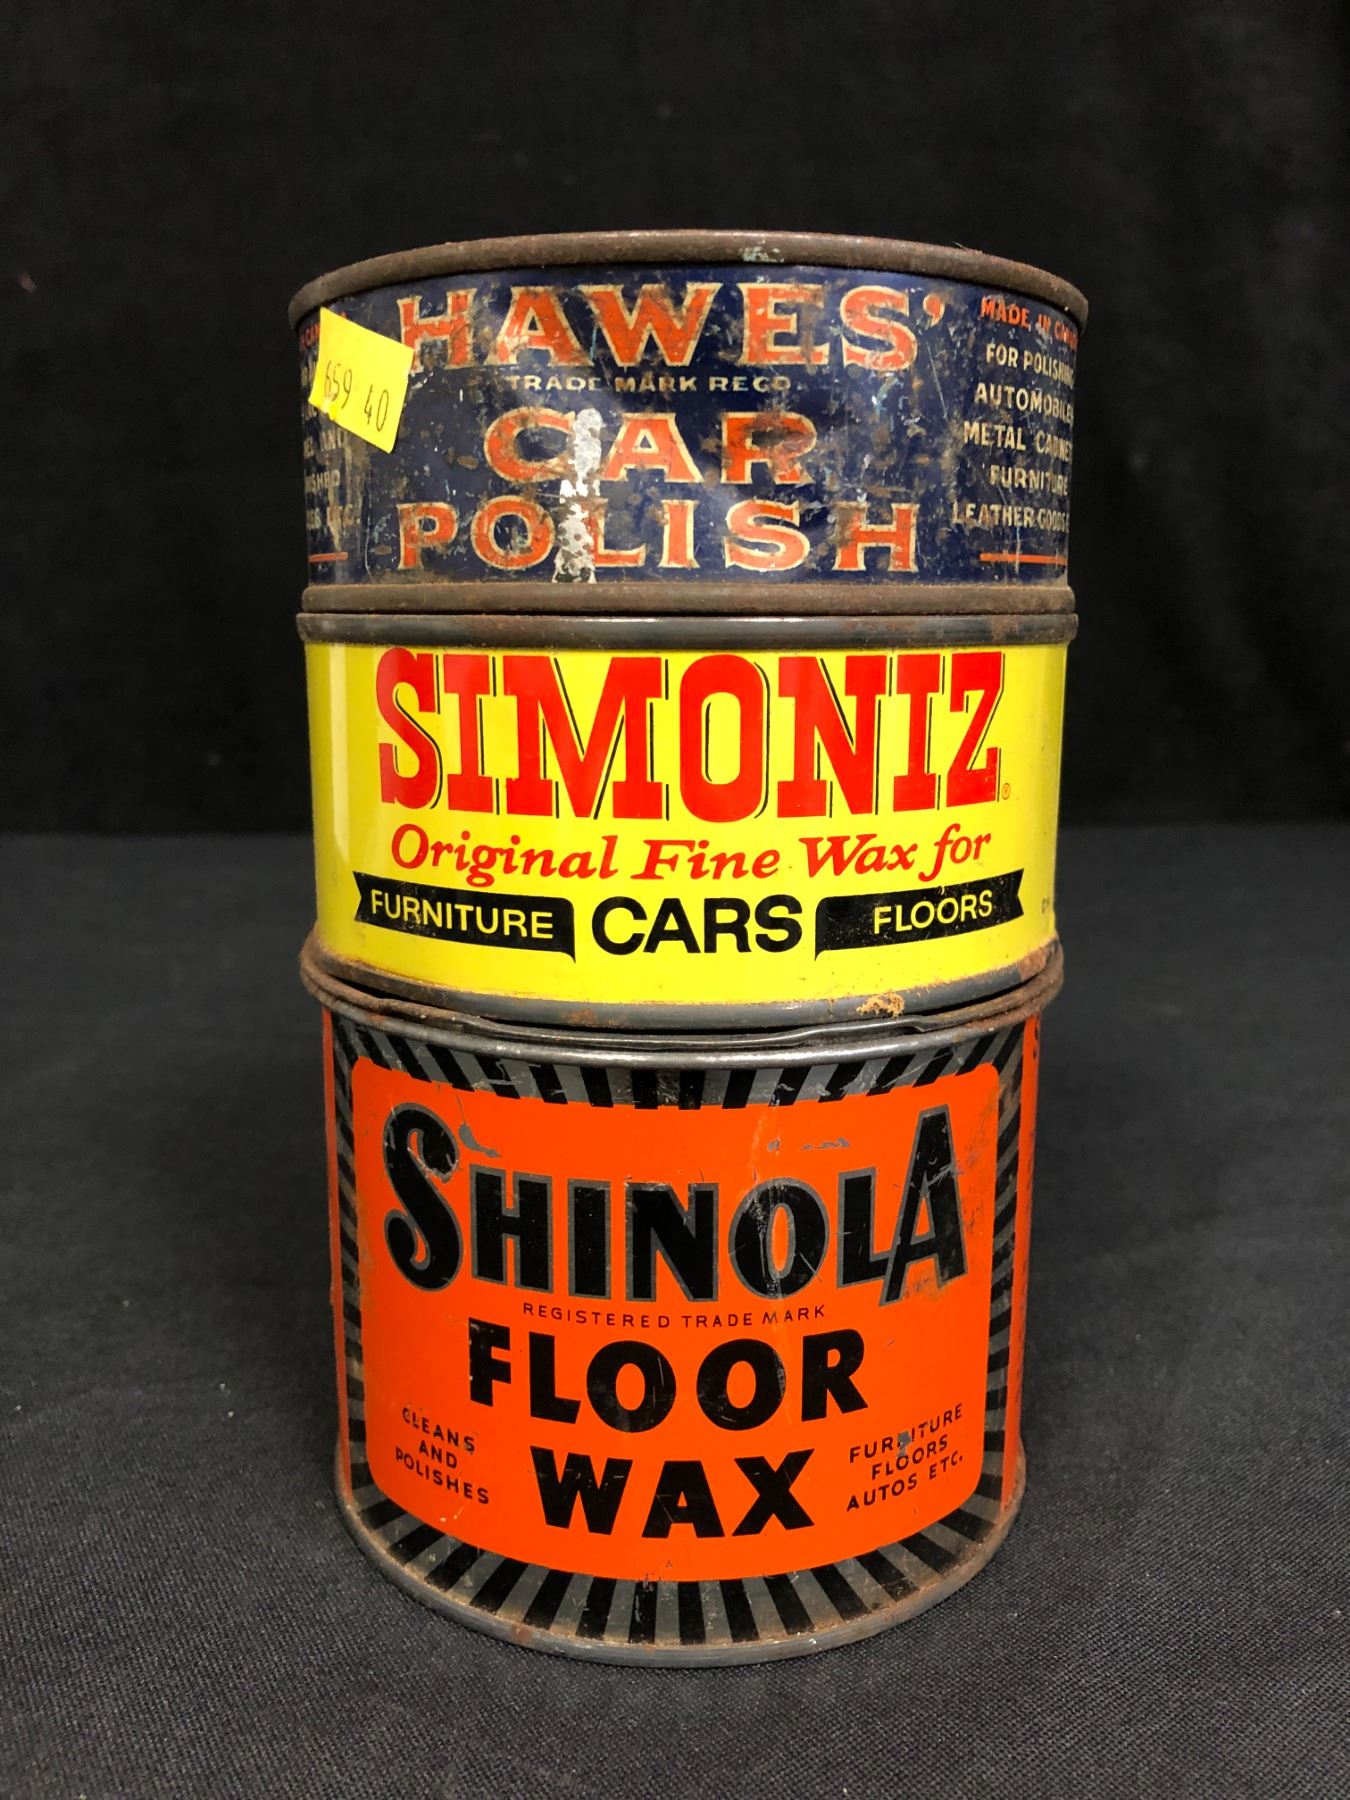 HAWES'
TRADE MARK REGD.
CAR
POLISH
659 40
MADE IN
FOR POLISHING
AUTOMOBILES
METAL
FURNITURE
LEATHER GOODS
SIMONIZ®
Original Fine Wax for
FURNITURE CARS FLOORS
SHINOLA
REGISTERED TRADE MARK
FLOOR
WAX
CLEANS
AND
POLISHES
FURNITURE
FLOORS
AUTOS ETC.